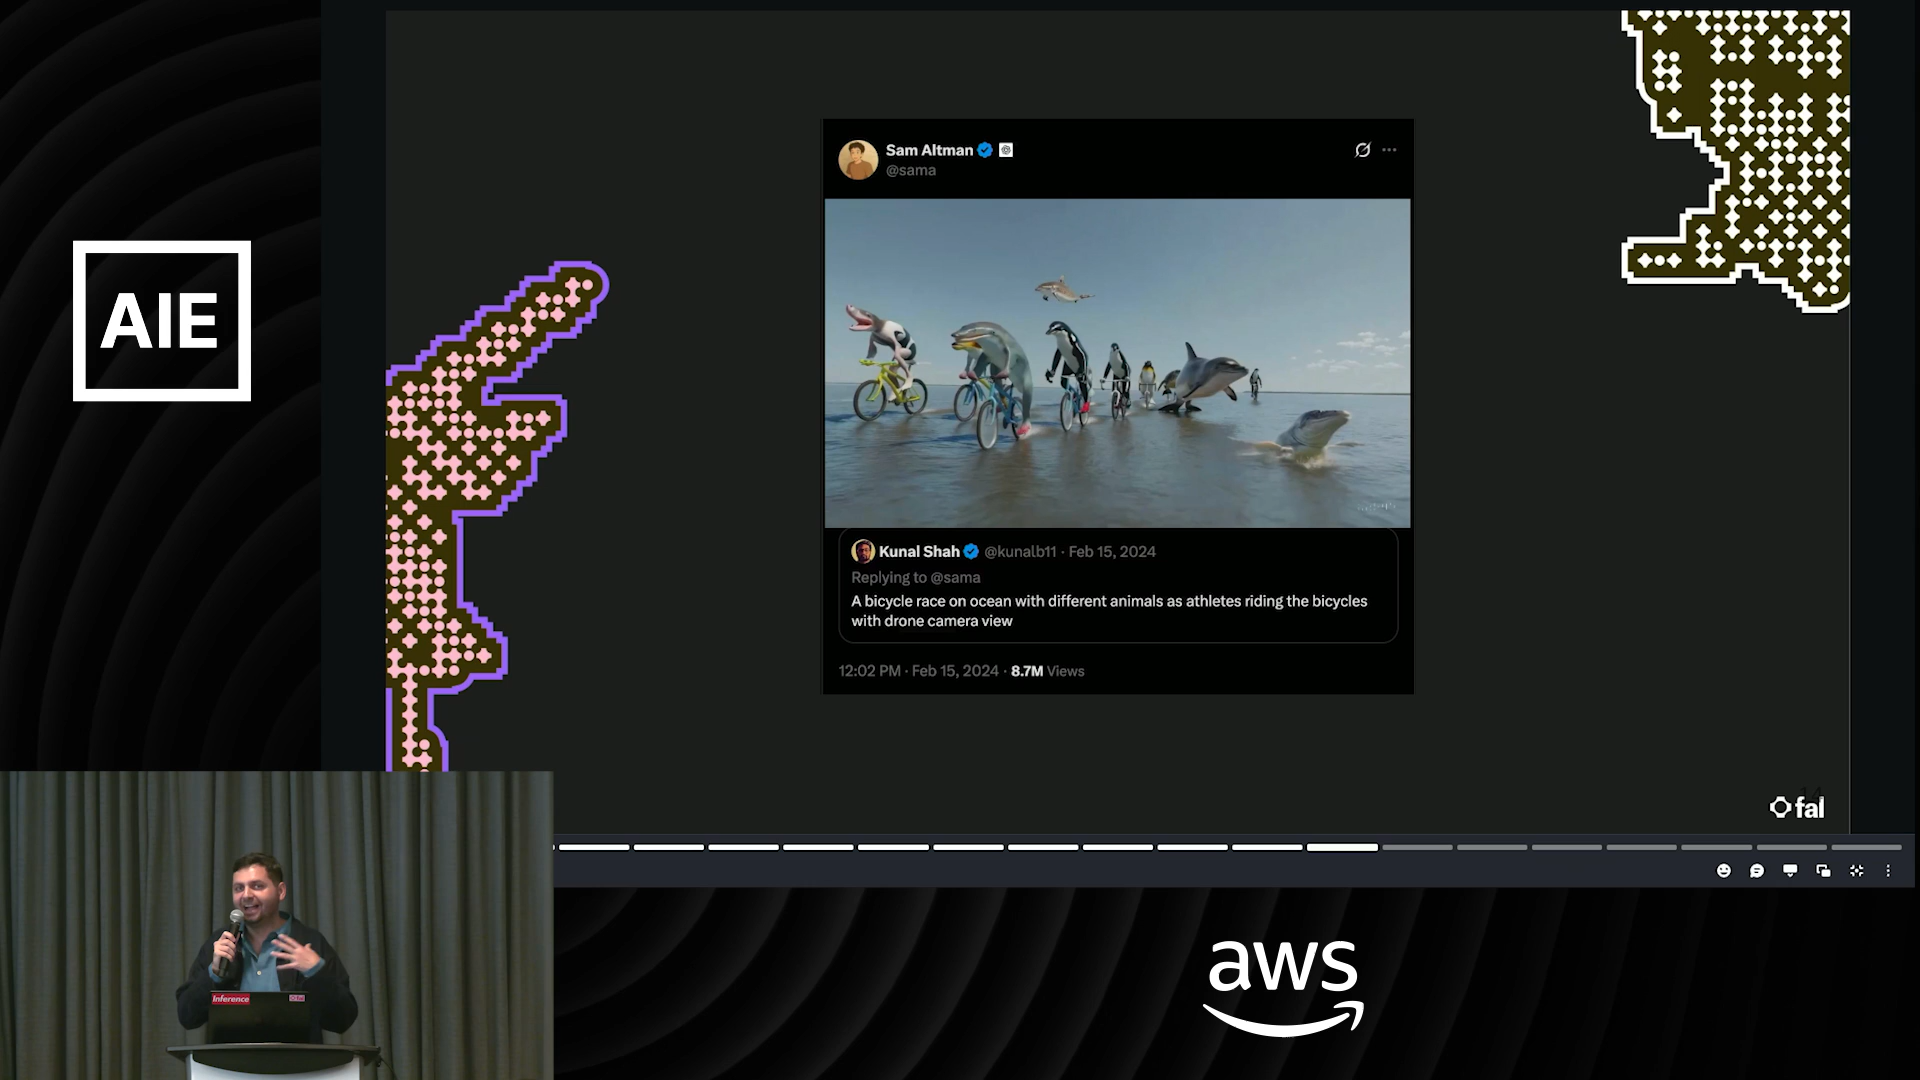 AIE
Sam Altman
@sama
Kunal Shah @kunalb11 · Feb 15, 2024
Replying to @sama
A bicycle race on ocean with different animals as athletes riding the bicycles
with drone camera view
12:02 PM · Feb 15, 2024 · 8.7M Views
14
fal
Inference
aws